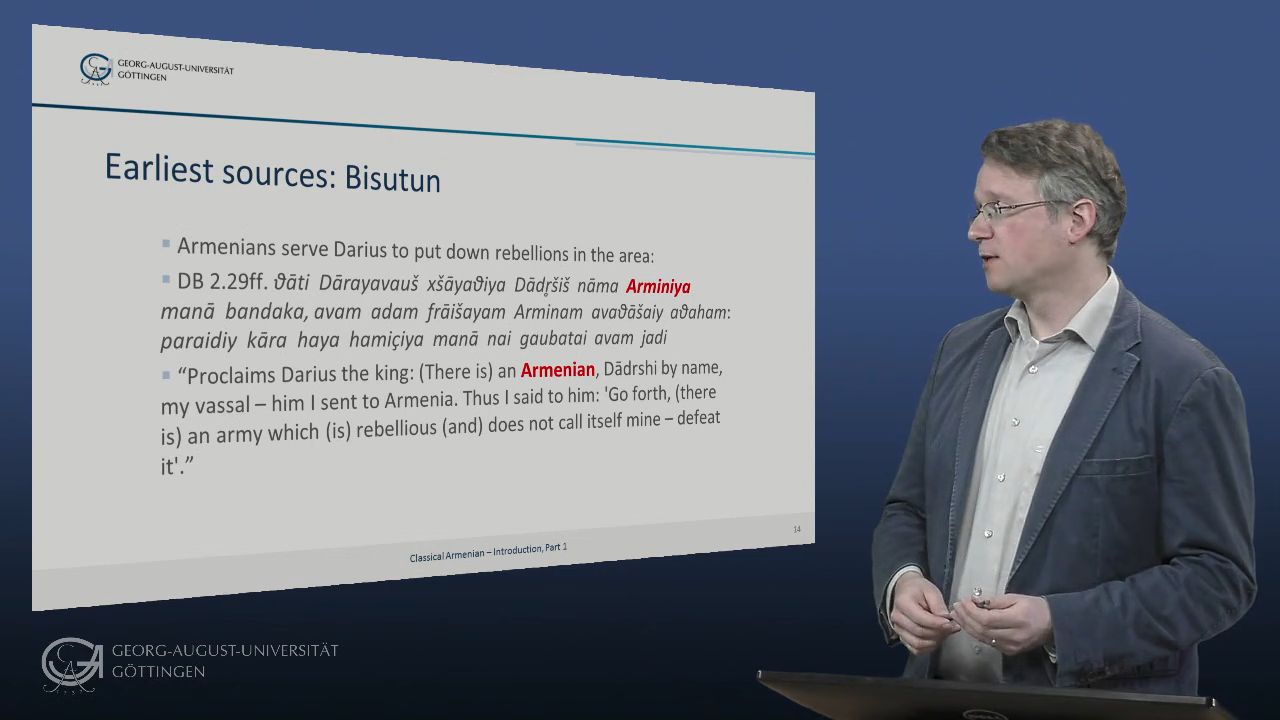 GEORG-AUGUST-UNIVERSITÄT
GÖTTINGEN
Earliest sources: Bisutun
Armenians serve Darius to put down rebellions in the area:
DB 2.29ff. ϑāti Dārayavauš xšāyaϑiya Dādr̥šiš nāma Arminiya
manā bandaka, avam adam frāišayam Arminam avaϑāšaiy aϑaham:
paraidiy kāra haya hamiçiya manā nai gaubatai avam jadi
“Proclaims Darius the king: (There is) an Armenian, Dādrshi by name,
my vassal – him I sent to Armenia. Thus I said to him: 'Go forth, (there
is) an army which (is) rebellious (and) does not call itself mine – defeat
it'.”
14
Classical Armenian – Introduction, Part 1
GEORG-AUGUST-UNIVERSITÄT
GÖTTINGEN